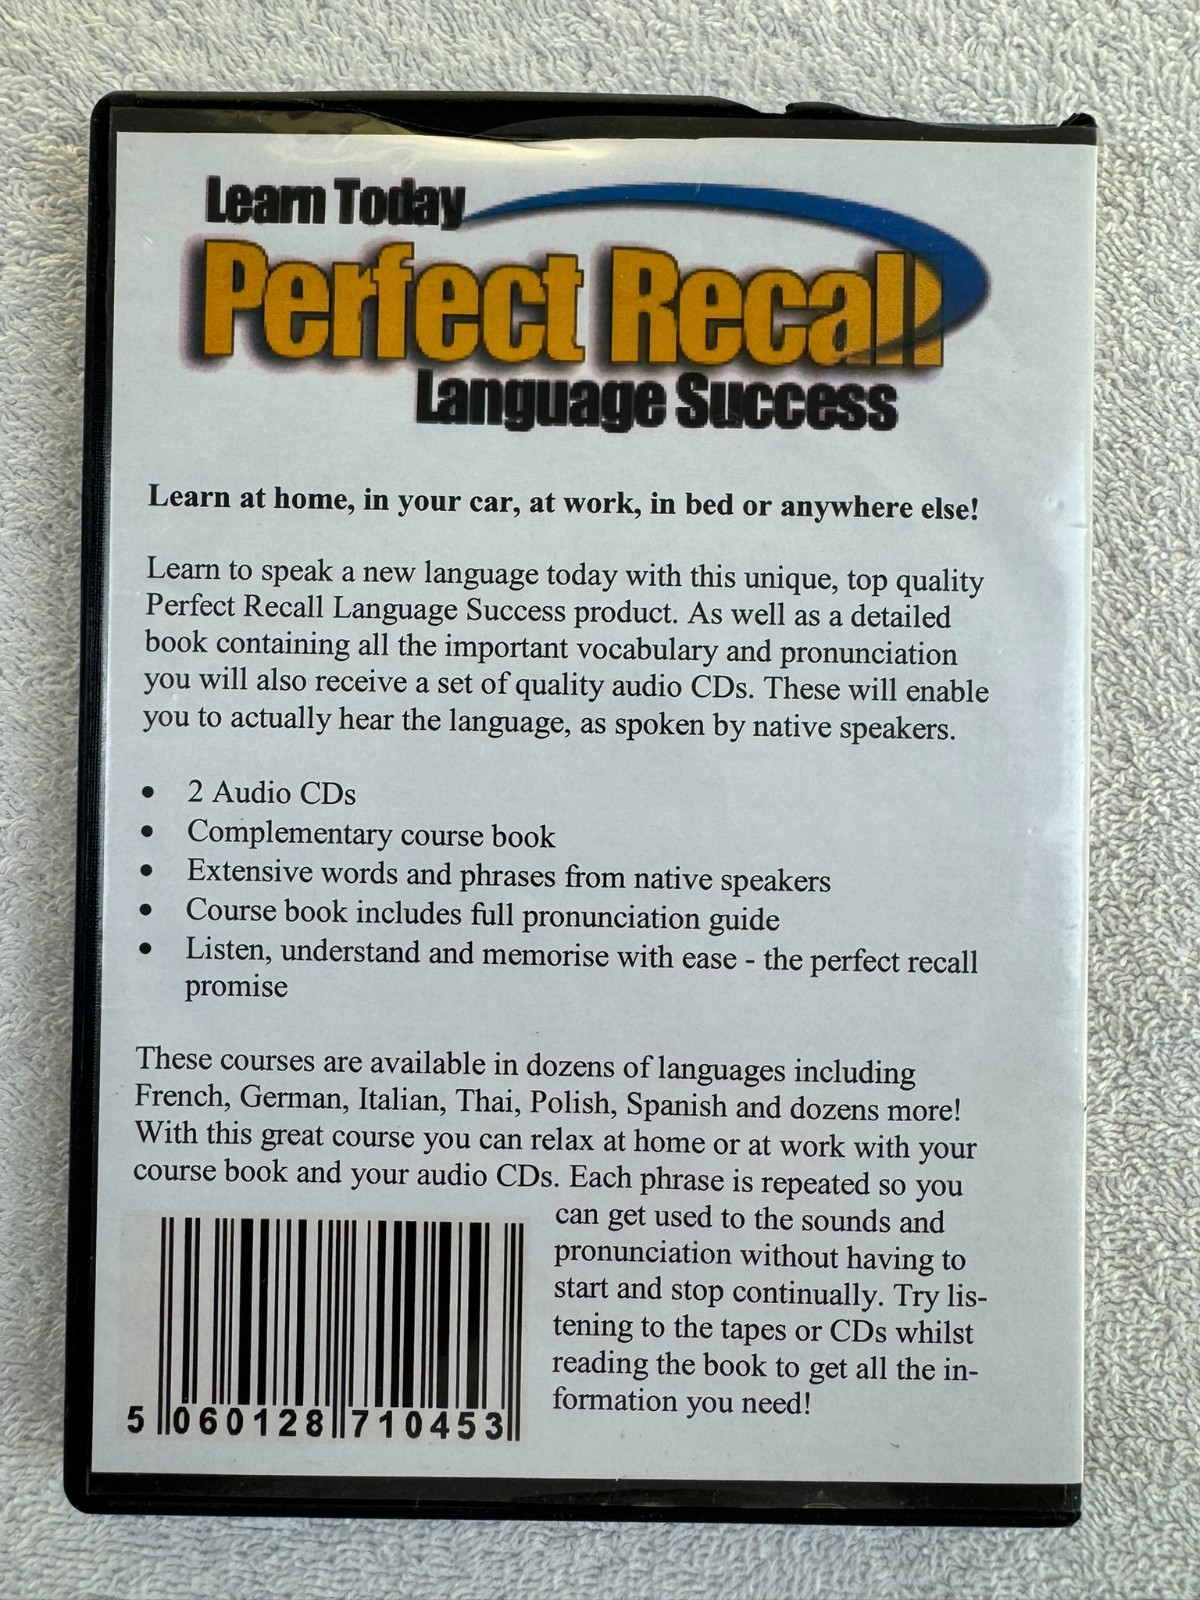 Learn Today
Perfect Recall
Language Success
Learn at home, in your car, at work, in bed or anywhere else!
Learn to speak a new language today with this unique, top quality
Perfect Recall Language Success product. As well as a detailed
book containing all the important vocabulary and pronunciation
you will also receive a set of quality audio CDs. These will enable
you to actually hear the language, as spoken by native speakers.
• 2 Audio CDs
• Complementary course book
• Extensive words and phrases from native speakers
• Course book includes full pronunciation guide
• Listen, understand and memorise with ease - the perfect recall
promise
These courses are available in dozens of languages including
French, German, Italian, Thai, Polish, Spanish and dozens more!
With this great course you can relax at home or at work with your
course book and your audio CDs. Each phrase is repeated so you
can get used to the sounds and
pronunciation without having to
start and stop continually. Try lis-
tening to the tapes or CDs whilst
reading the book to get all the in-
formation you need!
5 060128 710453